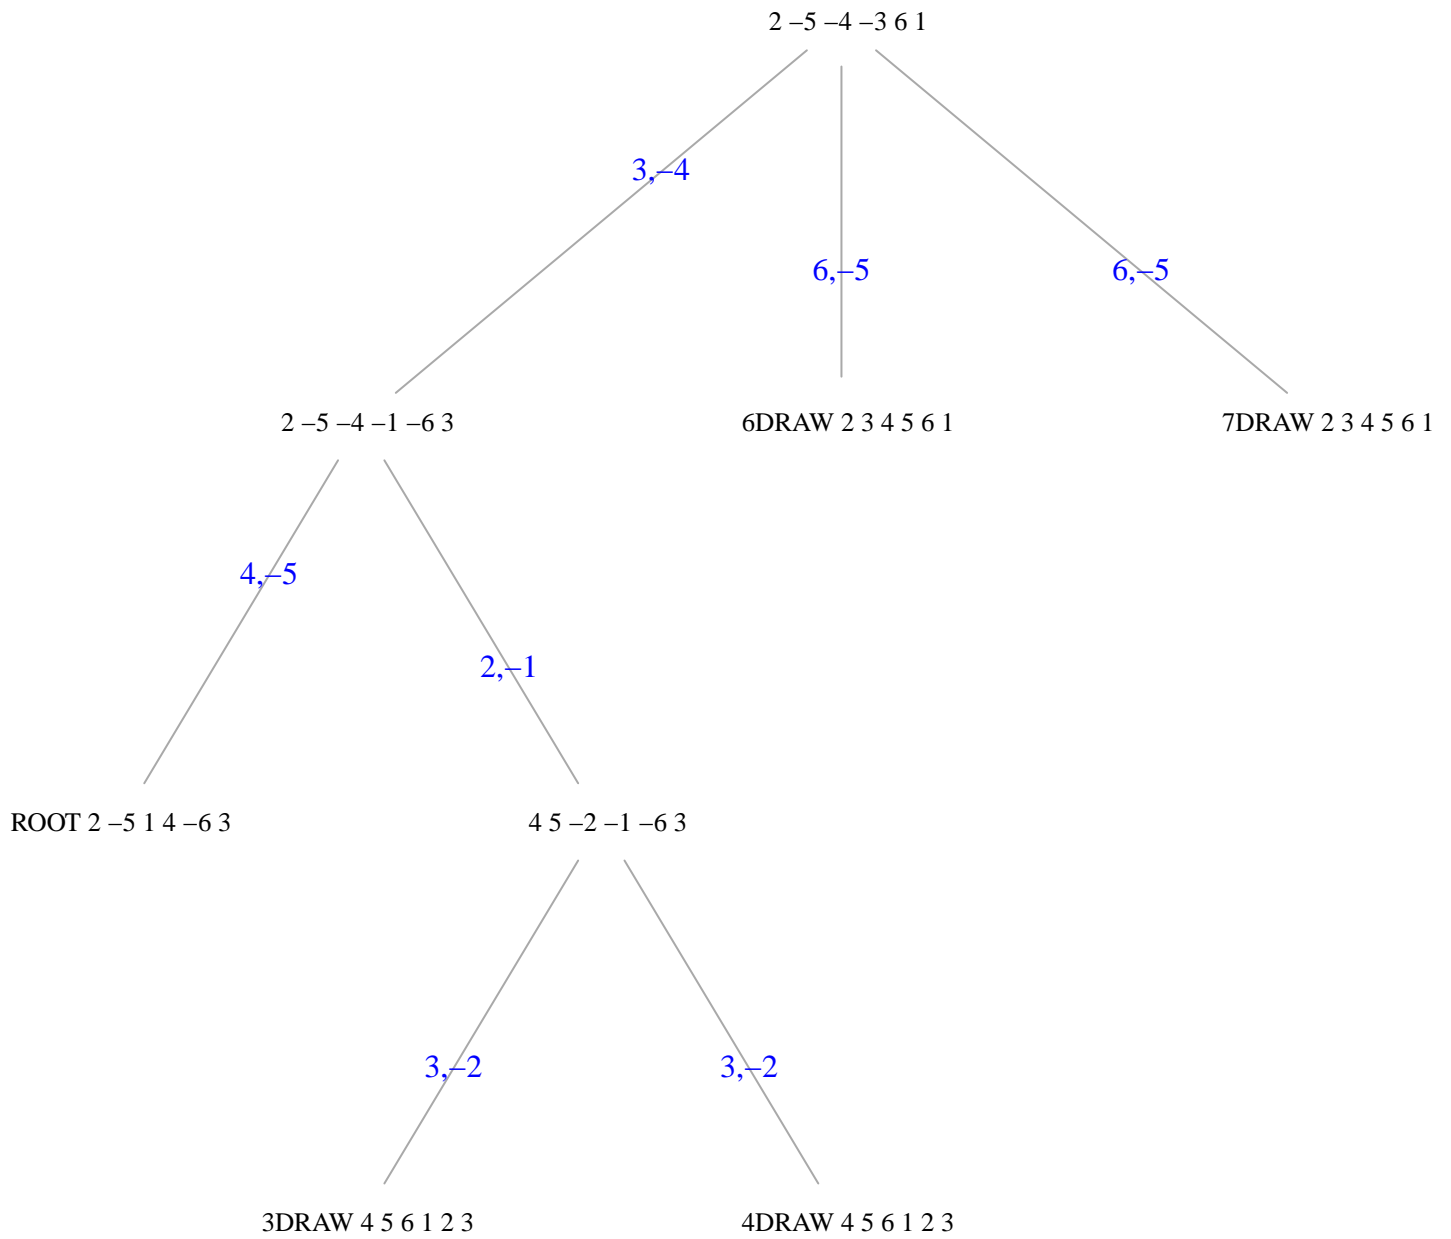 2 –5 –4 –3 6 1
3,–4
6,–5
6,–5
2 –5 –4 –1 –6 3
6DRAW 2 3 4 5 6 1
7DRAW 2 3 4 5 6 1
4,–5
2,–1
ROOT 2 –5 1 4 –6 3
4 5 –2 –1 –6 3
3,–2
3,–2
3DRAW 4 5 6 1 2 3
4DRAW 4 5 6 1 2 3